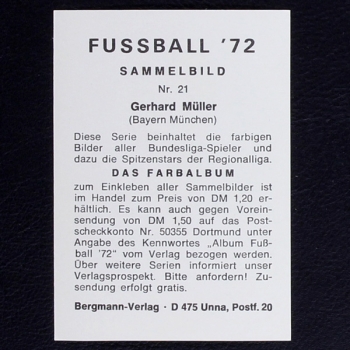 FUSSBALL '72
SAMMELBILD
Nr. 21
Gerhard Müller
(Bayern München)
Diese Serie beinhaltet die farbigen
Bilder aller Bundesliga-Spieler und
dazu die Spitzenstars der Regionalliga.
DAS FARBALBUM
zum Einkleben aller Sammelbilder ist
im Handel zum Preis von DM 1,20 er-
hältlich. Es kann auch gegen Vorein-
sendung von DM 1,50 auf das Post-
scheckkonto Nr. 50355 Dortmund unter
Angabe des Kennwortes „Album Fuß-
ball '72" vom Verlag bezogen werden.
Über weitere Serien informiert unser
Verlagsprospekt. Bitte anfordern! Zu-
sendung erfolgt gratis.
Bergmann-Verlag · D 475 Unna, Postf. 20